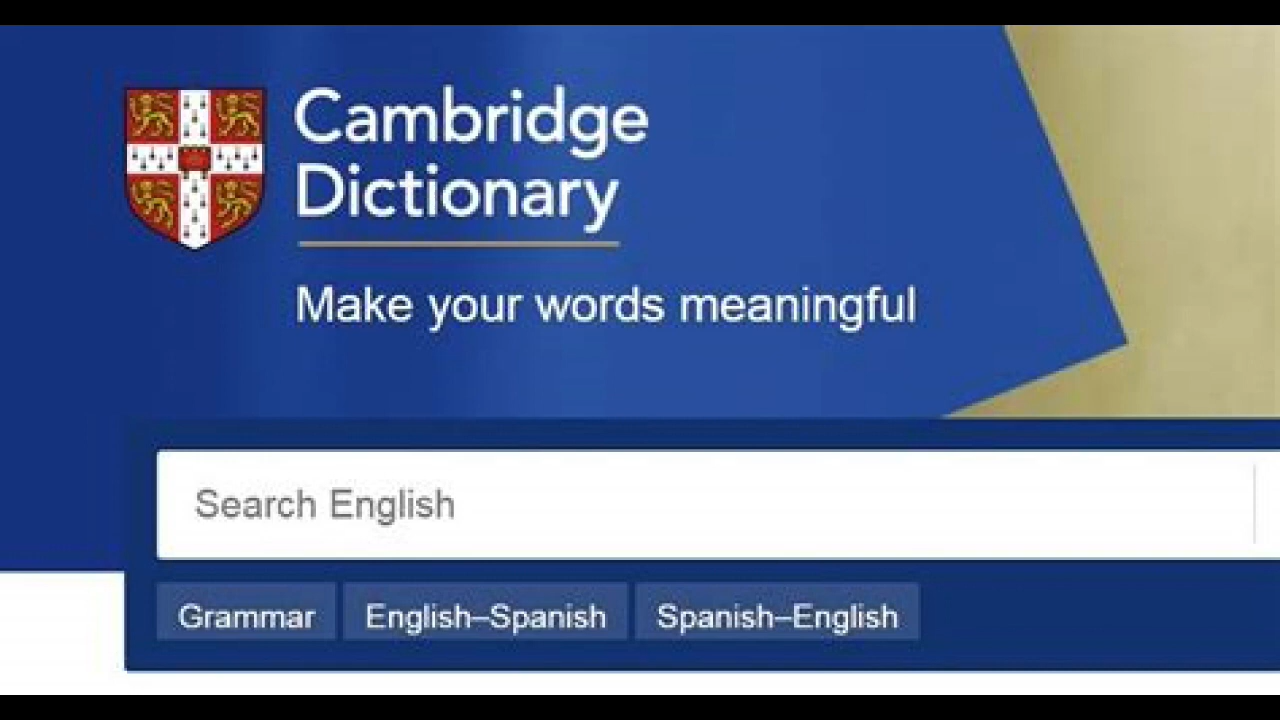 Cambridge
Dictionary
Make your words meaningful
Search English
Grammar
English–Spanish
Spanish–English